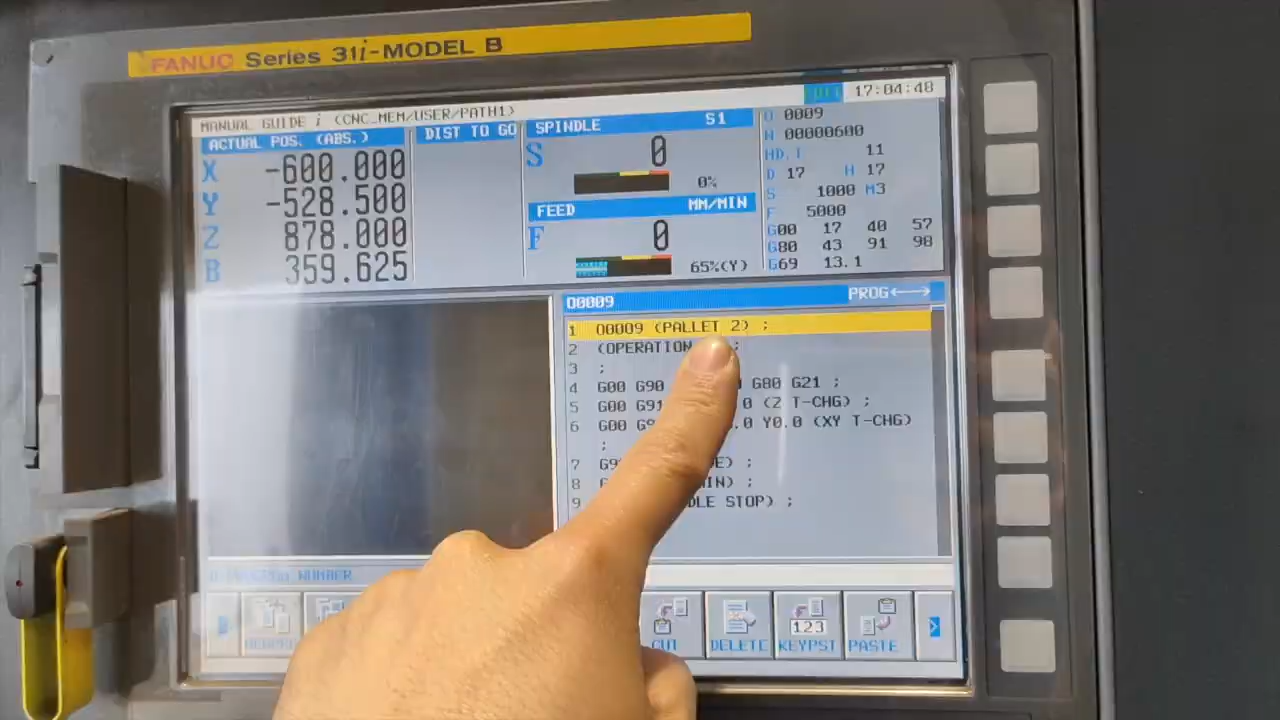 FANUC Series 31i-MODEL B
17:04:48
MANUAL GUIDE i (CNC_MEM/USER/PATH1)
ACTUAL POS. (ABS.)
X -600.000
Y -528.500
Z 878.000
B 359.625
DIST TO GO
SPINDLE S1
S 0
0%
FEED MM/MIN
F 0
65%(Y)
O 0009
N 00000600
HD.I 11
D 17 H 17
S 1000 M3
F 5000
G00 17 40 57
G80 43 91 98
G69 13.1
O0009 PROG←→
1 O0009 (PALLET 2) ;
2 (OPERATION ;
3 ;
4 G00 G90 G80 G21 ;
5 G00 G91 0 (Z T-CHG) ;
6 G00 .0 Y0.0 (XY T-CHG)
;
7 ) ;
8 ) ;
9 STOP) ;
NUMBER
CUT DELETE KEYPST PASTE
123